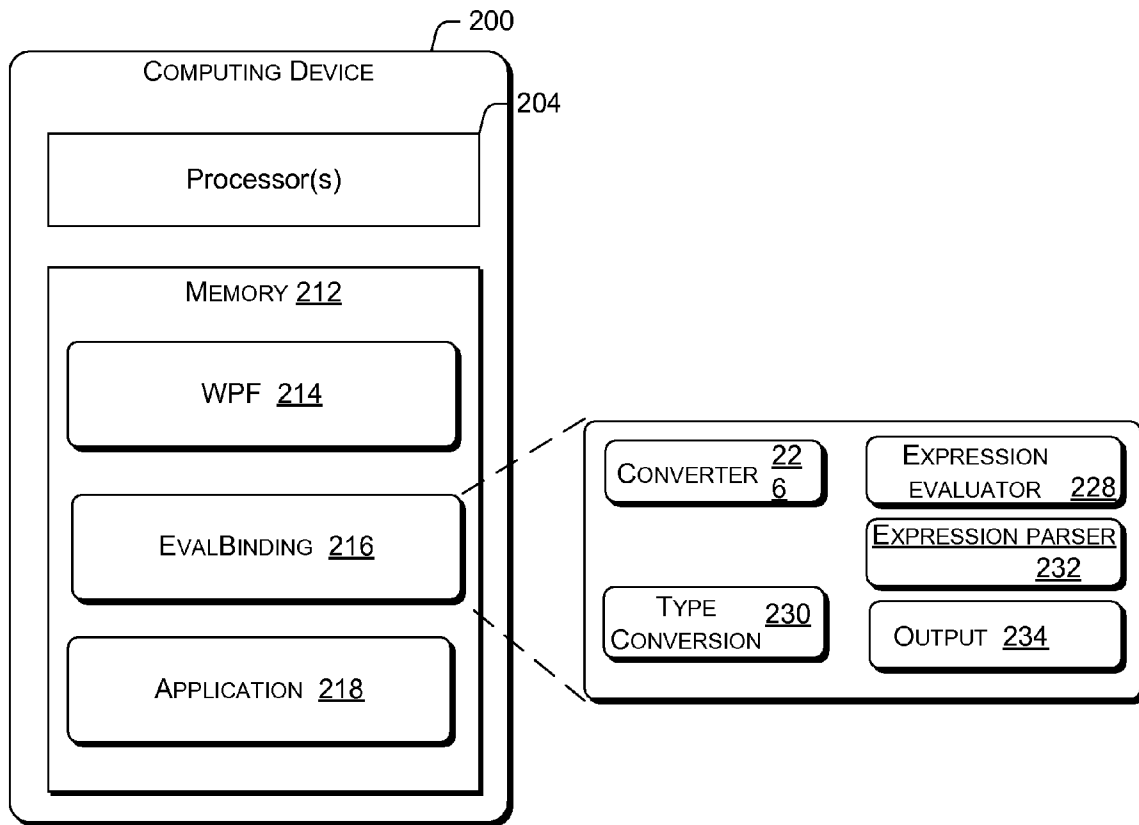 200
COMPUTING DEVICE
204
Processor(s)
MEMORY 212
WPF 214
EVALBINDING 216
APPLICATION 218
CONVERTER 22
6
EXPRESSION
EVALUATOR 228
EXPRESSION PARSER
232
TYPE
CONVERSION 230
OUTPUT 234